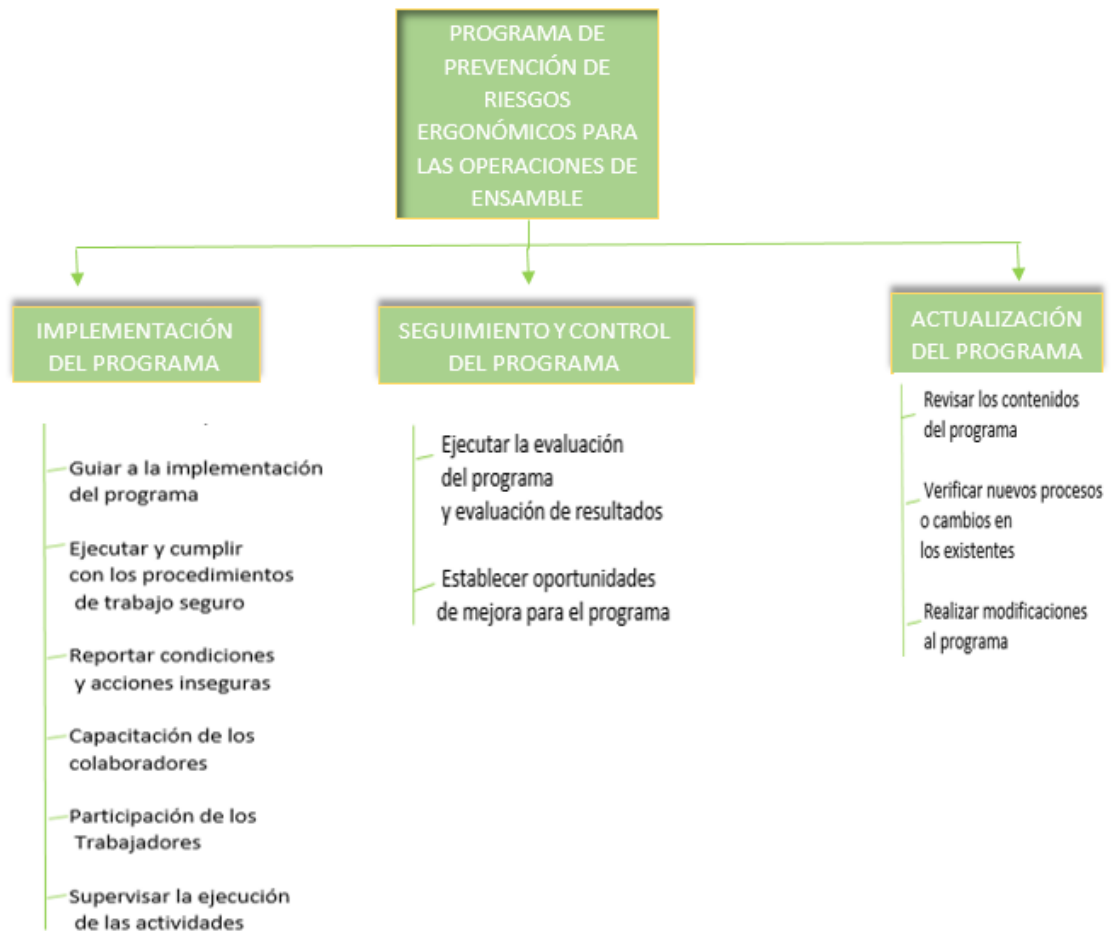 PROGRAMA DE
PREVENCIÓN DE
RIESGOS
ERGONÓMICOS PARA
LAS OPERACIONES DE
ENSAMBLE
IMPLEMENTACIÓN
DEL PROGRAMA
Guiar a la implementación
del programa
Ejecutar y cumplir
con los procedimientos
de trabajo seguro
Reportar condiciones
y acciones inseguras
Capacitación de los
colaboradores
Participación de los
Trabajadores
Supervisar la ejecución
de las actividades
SEGUIMIENTO Y CONTROL
DEL PROGRAMA
Ejecutar la evaluación
del programa
y evaluación de resultados
Establecer oportunidades
de mejora para el programa
ACTUALIZACIÓN
DEL PROGRAMA
Revisar los contenidos
del programa
Verificar nuevos procesos
o cambios en
los existentes
Realizar modificaciones
al programa